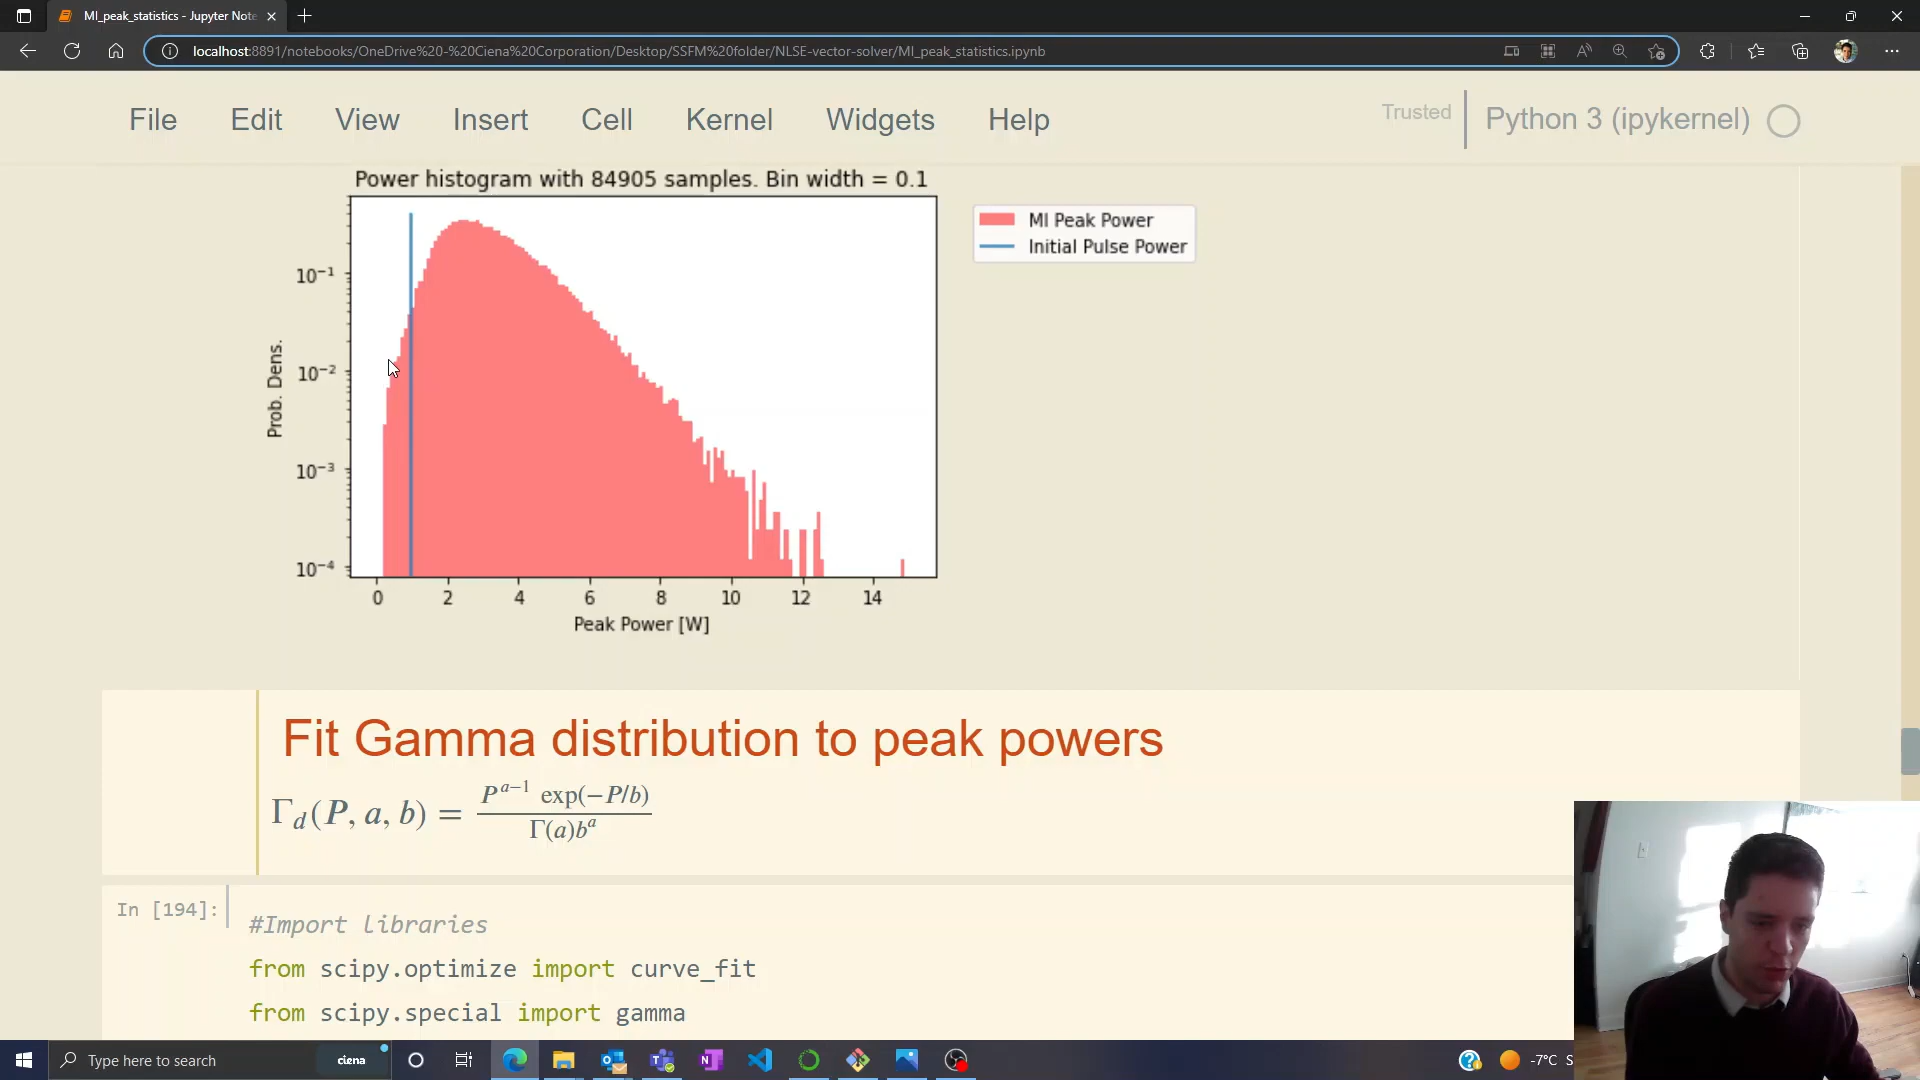 MI_peak_statistics - Jupyter Note
localhost:8891/notebooks/OneDrive%20-%20Ciena%20Corporation/Desktop/SSFM%20folder/NLSE-vector-solver/MI_peak_statistics.ipynb
File Edit View Insert Cell Kernel Widgets Help Trusted Python 3 (ipykernel)
Power histogram with 84905 samples. Bin width = 0.1
MI Peak Power
Initial Pulse Power
Prob. Dens.
10⁻¹
10⁻²
10⁻³
10⁻⁴
0 2 4 6 8 10 12 14
Peak Power [W]
Fit Gamma distribution to peak powers
Γ_d(P, a, b) = P^{a−1} exp(−P/b) / Γ(a)b^a
In [194]:
#Import libraries
from scipy.optimize import curve_fit
from scipy.special import gamma
Type here to search ciena -7°C S